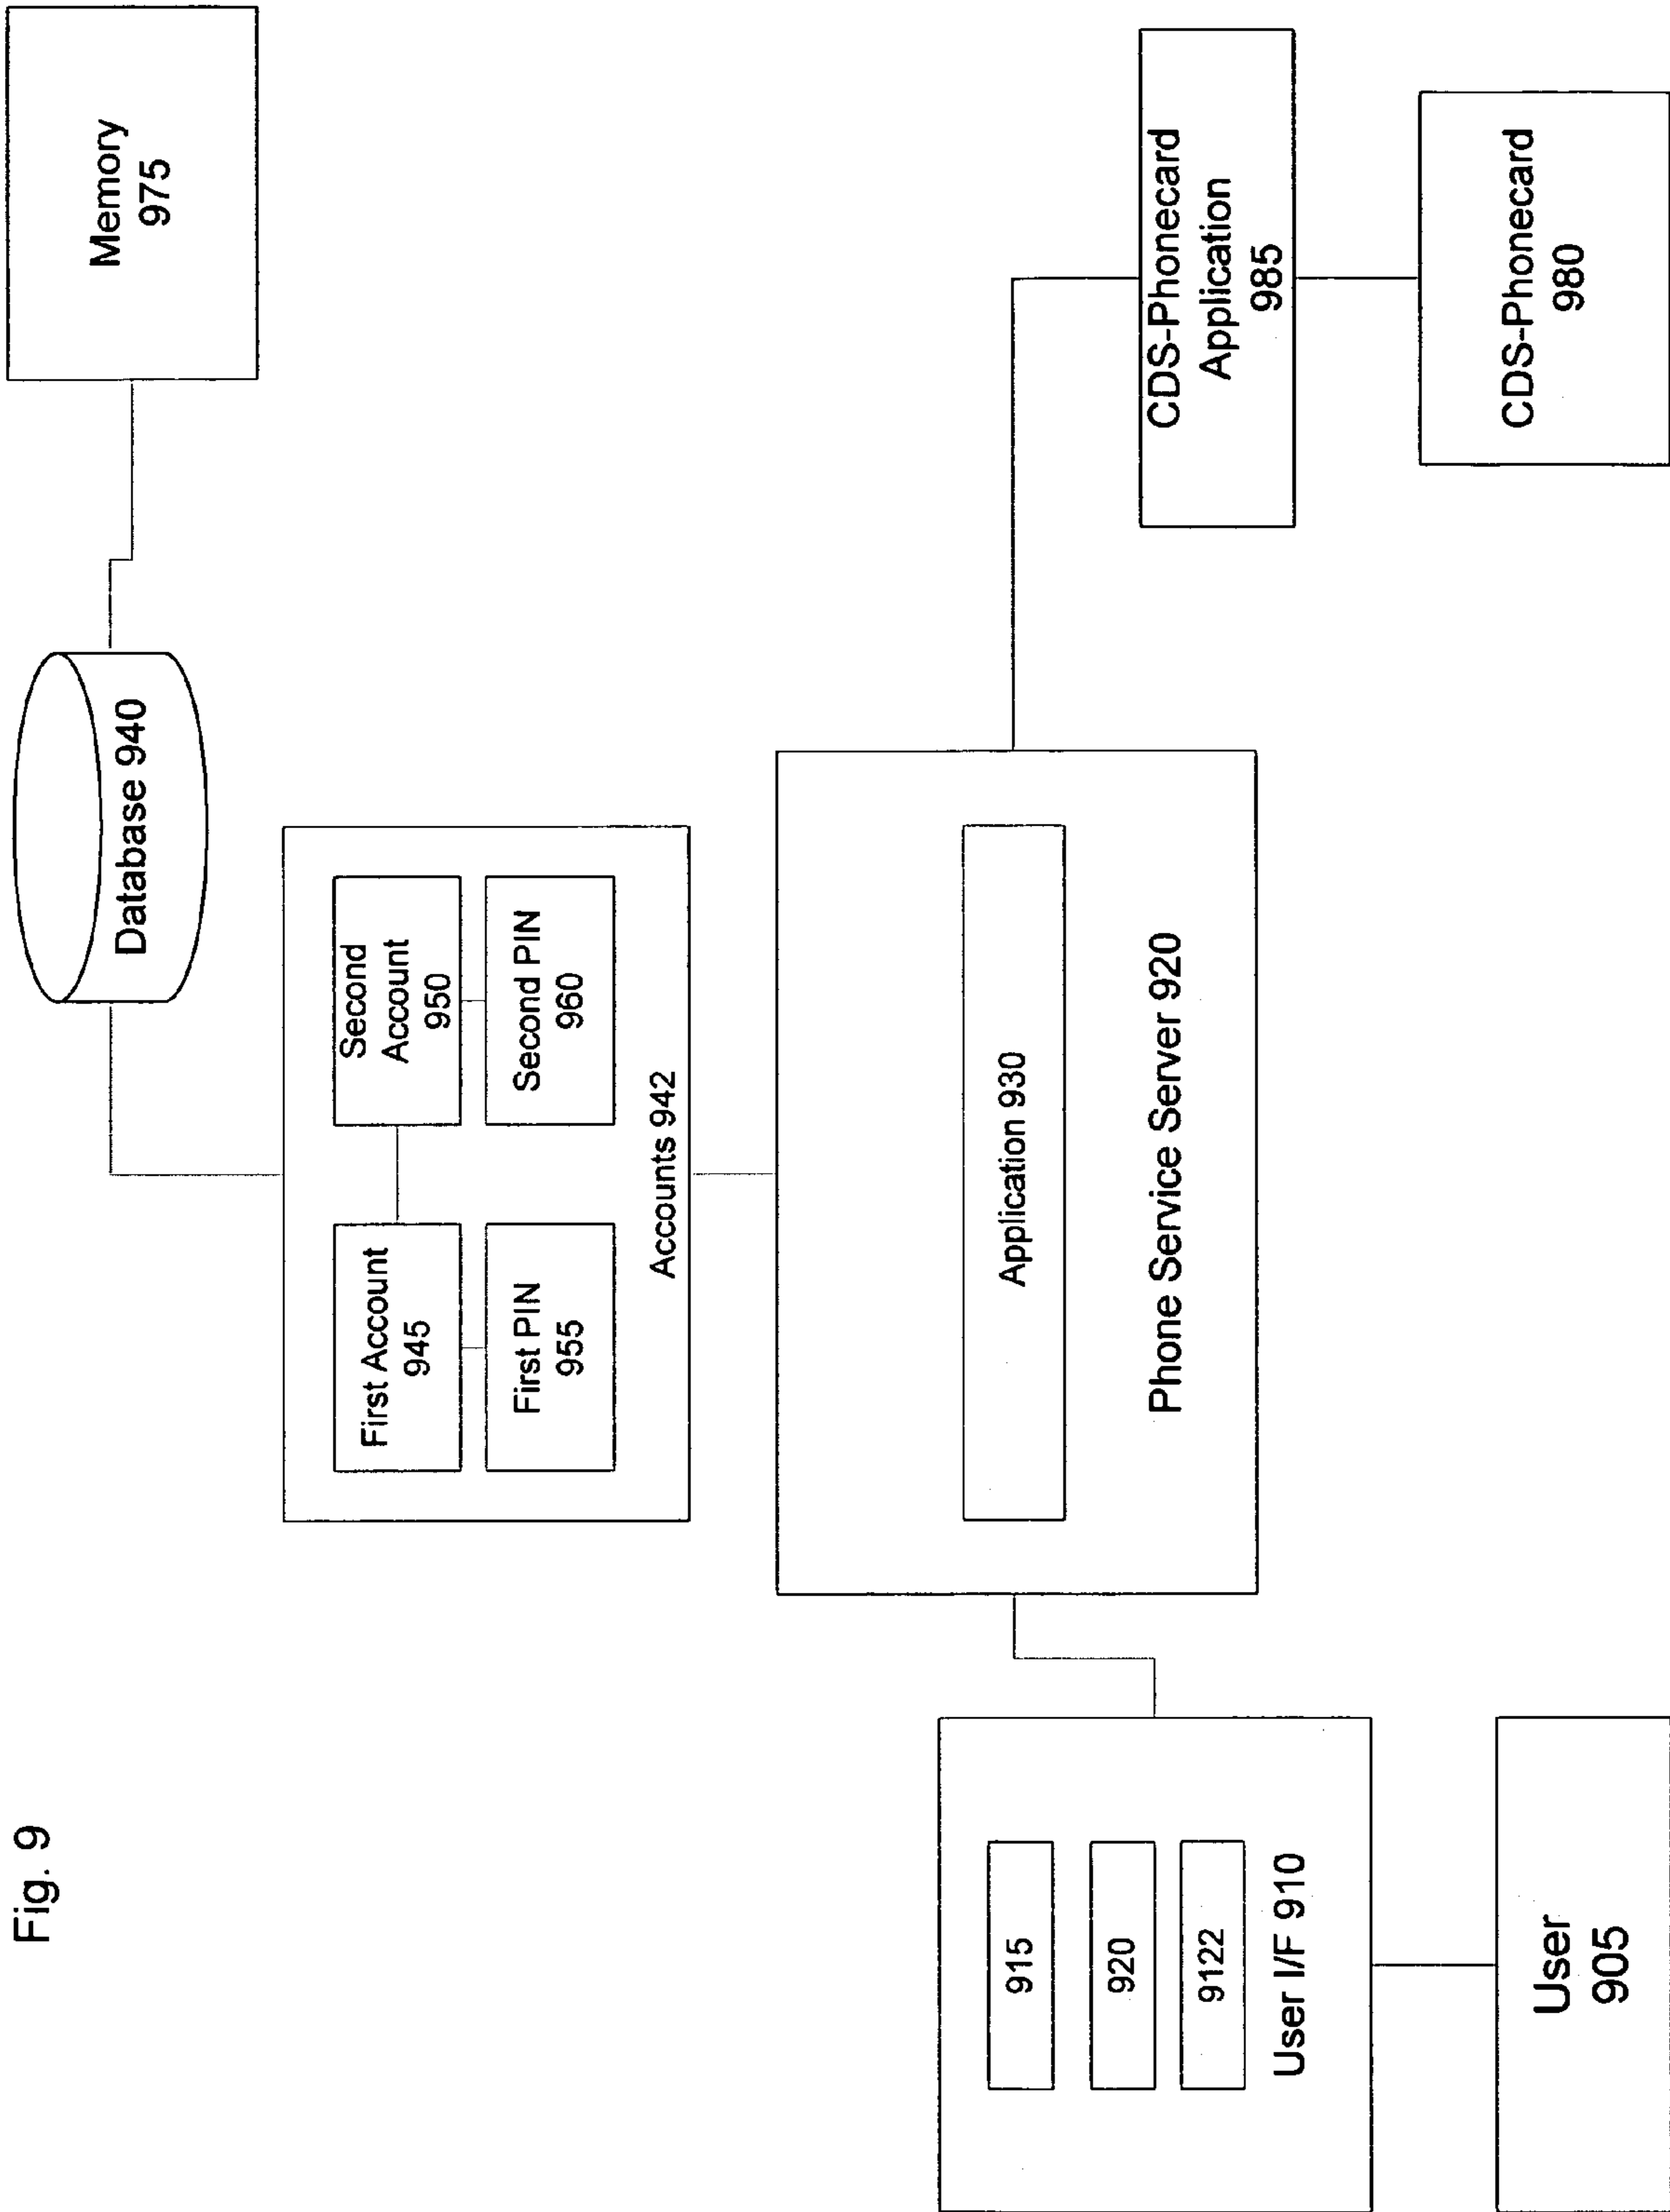 Fig. 9
Memory
975
Database 940
Second
Account
950
Second PIN
960
First Account
945
First PIN
955
Accounts 942
Application 930
Phone Service Server 920
CDS-Phonecard
Application
985
CDS-Phonecard
980
915
920
9122
User I/F 910
User
905